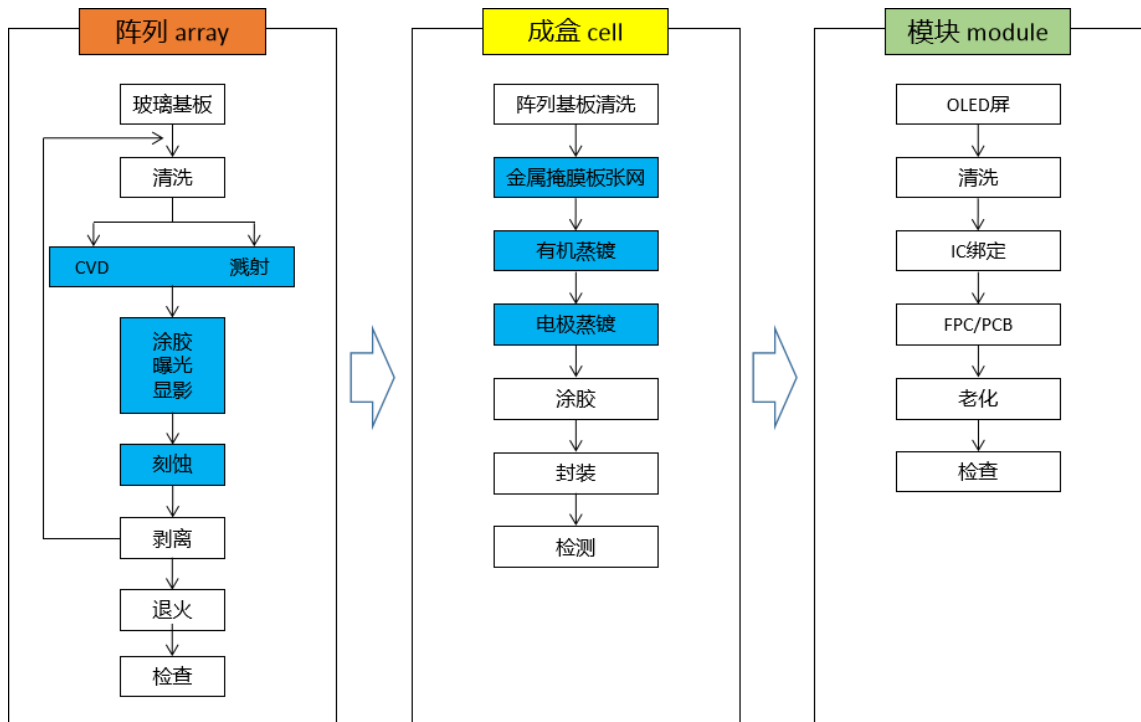 阵列 array
玻璃基板
清洗
CVD 溅射
涂胶
曝光
显影
刻蚀
剥离
退火
检查
成盒 cell
阵列基板清洗
金属掩膜板张网
有机蒸镀
电极蒸镀
涂胶
封装
检测
模块 module
OLED屏
清洗
IC绑定
FPC/PCB
老化
检查